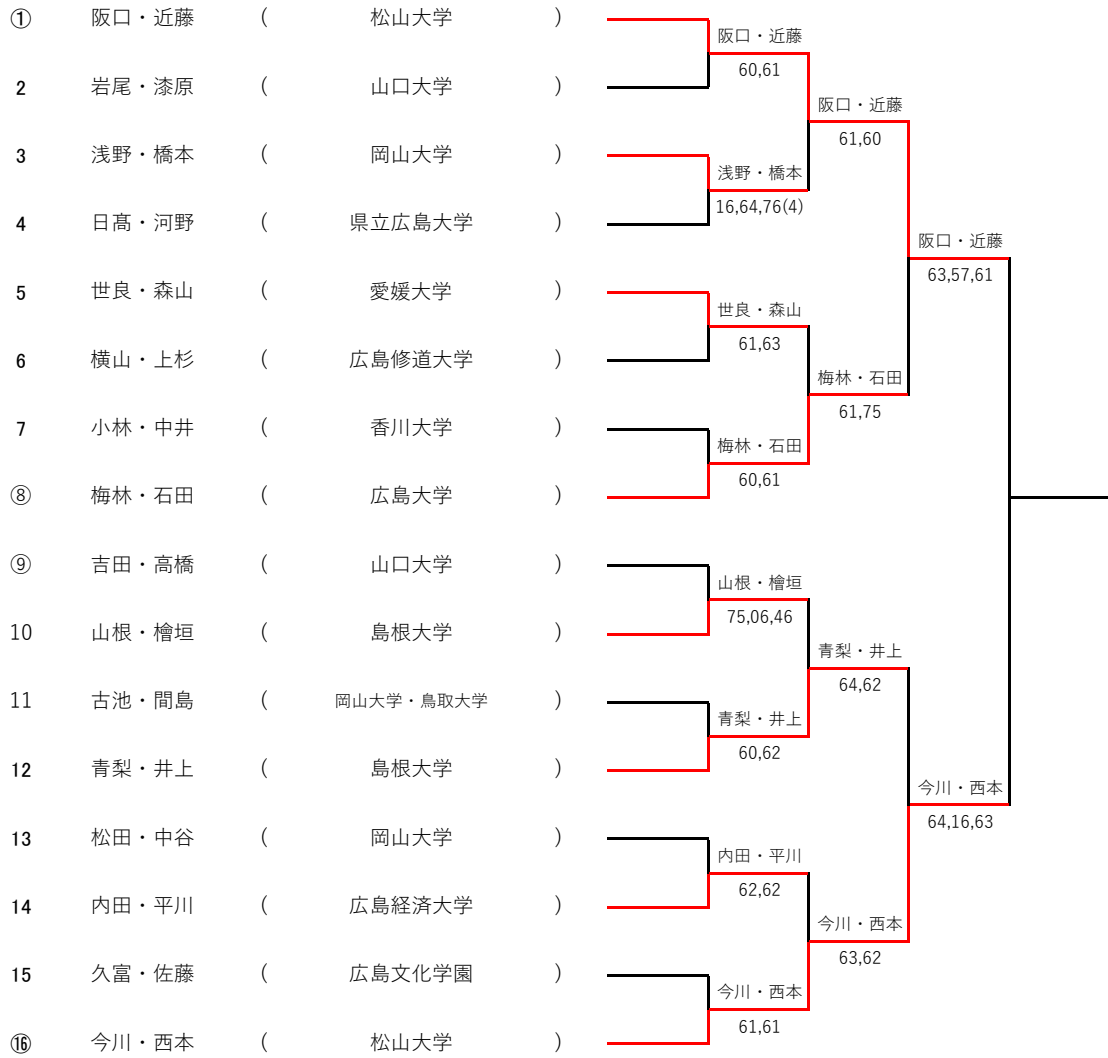 ① 阪口・近藤 ( 松山大学 )
阪口・近藤
60,61
2 岩尾・漆原 ( 山口大学 )
阪口・近藤
61,60
3 浅野・橋本 ( 岡山大学 )
浅野・橋本
16,64,76(4)
4 日髙・河野 ( 県立広島大学 )
阪口・近藤
63,57,61
5 世良・森山 ( 愛媛大学 )
世良・森山
61,63
6 横山・上杉 ( 広島修道大学 )
梅林・石田
61,75
7 小林・中井 ( 香川大学 )
梅林・石田
60,61
⑧ 梅林・石田 ( 広島大学 )
⑨ 吉田・高橋 ( 山口大学 )
山根・檜垣
75,06,46
10 山根・檜垣 ( 島根大学 )
青梨・井上
64,62
11 古池・間島 ( 岡山大学・鳥取大学 )
青梨・井上
60,62
12 青梨・井上 ( 島根大学 )
今川・西本
64,16,63
13 松田・中谷 ( 岡山大学 )
内田・平川
62,62
14 内田・平川 ( 広島経済大学 )
今川・西本
63,62
15 久富・佐藤 ( 広島文化学園 )
今川・西本
61,61
⑯ 今川・西本 ( 松山大学 )